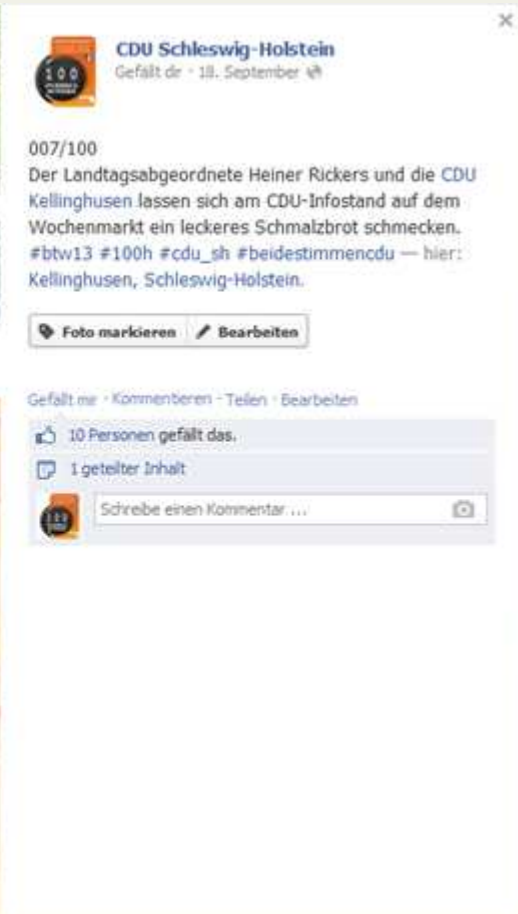 CDU Schleswig-Holstein
Gefällt dir · 18. September
100
007/100
Der Landtagsabgeordnete Heiner Rickers und die CDU
Kellinghusen lassen sich am CDU-Infostand auf dem
Wochenmarkt ein leckeres Schmalzbrot schmecken.
#btw13 #100h #cdu_sh #beidestimmencdu — hier:
Kellinghusen, Schleswig-Holstein.
Foto markieren Bearbeiten
Gefällt mir · Kommentieren · Teilen · Bearbeiten
10 Personen gefällt das.
1 geteilter Inhalt
Schreibe einen Kommentar ...